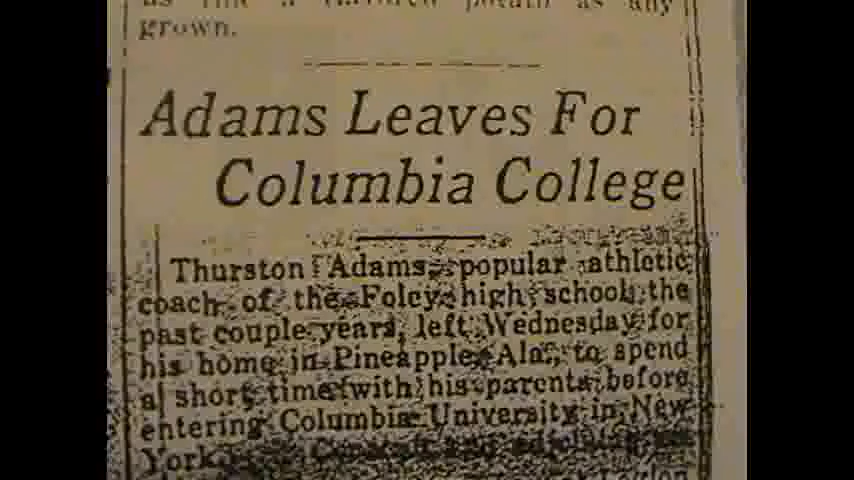 grown.
Adams Leaves For
Columbia College
Thurston Adams, popular athletic
coach of the Foley high school the
past couple years, left Wednesday for
his home in Pineapple, Ala., to spend
a short time with his parents before
entering Columbia University in New
York.